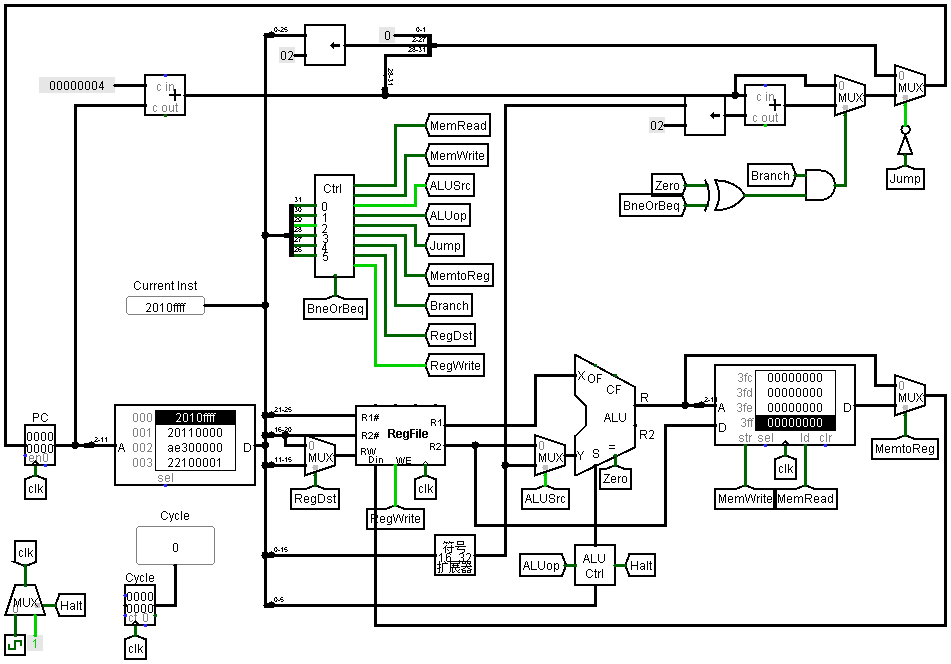 0-25
02
0
0-1
2-27
28-31
28-31
00000004
c in
+
c out
c in
+
c out
02
0
MUX
0
MUX
Jump
MemRead
MemWrite
ALUSrc
ALUop
Jump
MemtoReg
Branch
RegDst
RegWrite
Ctrl
31
30
29
28
27
26
0
1
2
3
4
5
BneOrBeq
Zero
BneOrBeq
Branch
Current Inst
2010ffff
PC
0000
0000
en0
clk
2-11
A
000 2010ffff
001 20110000
002 ae300000
003 22100001
D
sel
21-25
16-20
11-15
0
MUX
RegDst
R1#
R2#
RW
Din
RegFile
WE
R1
R2
RegWrite
clk
0
MUX
ALUSrc
X
OF
CF
ALU
Y
S
=
R
R2
Zero
2-11
A
D
3fc 00000000
3fd 00000000
3fe 00000000
3ff 00000000
D
str sel ld clr
clk
MemWrite
MemRead
0
MUX
MemtoReg
0-15
符号
16 32
扩展器
ALUop
ALU
Ctrl
Halt
0-5
Cycle
0
Cycle
0000
0000
ct 0
clk
clk
MUX
0
Halt
1